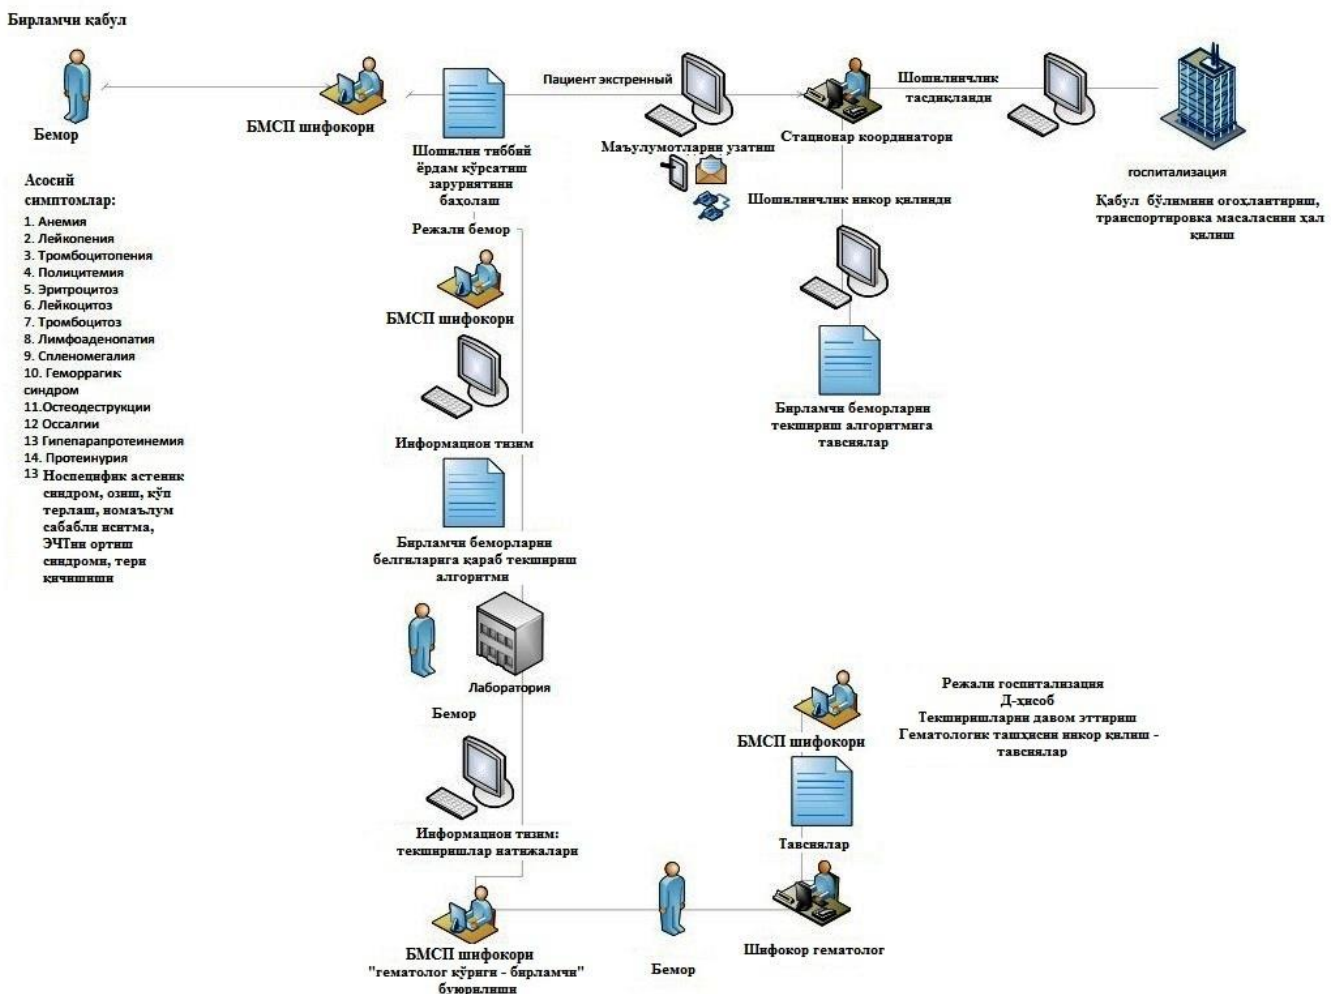 Бирламчи қабул
Бемор
БМСП шифокори
Шошилин тиббий
ёрдам кўрсатиш
заруриятини
баҳолаш
Пациент экстренный
Маъулумотларни узатиш
Стационар координатори
Шошилинчлик
тасдиқланди
госпитализация
Қабул бўлимини огоҳлантириш,
транспортировка масаласини ҳал
қилиш
Асосий
симптомлар:
1. Анемия
2. Лейкопения
3. Тромбоцитопения
4. Полицитемия
5. Эритроцитоз
6. Лейкоцитоз
7. Тромбоцитоз
8. Лимфоаденопатия
9. Спленомегалия
10. Геморрагик
синдром
11.Остеодеструкции
12 Оссалгии
13 Гипепарапротеинемия
14. Протеинурия
13 Носпецифик астеник
синдром, озиш, кўп
терлаш, номаълум
сабабли иситма,
ЭЧТни ортиш
синдроми, тери
қичишиши
Режали бемор
БМСП шифокори
Информацион тизим
Бирламчи беморларни
белгиларига қараб текшириш
алгоритми
Шошилинчлик инкор қилинди
Бирламчи беморларни
текшириш алгоритмига
тавсиялар
Лаборатория
Бемор
Информацион тизим:
текширишлар натижалари
БМСП шифокори
"гематолог кўриги - бирламчи"
буюрилиши
Бемор
Шифокор гематолог
Тавсиялар
БМСП шифокори
Режали госпитализация
Д-ҳисоб
Текширишларни давом эттириш
Гематологик ташҳисни инкор қилиш -
тавсиялар